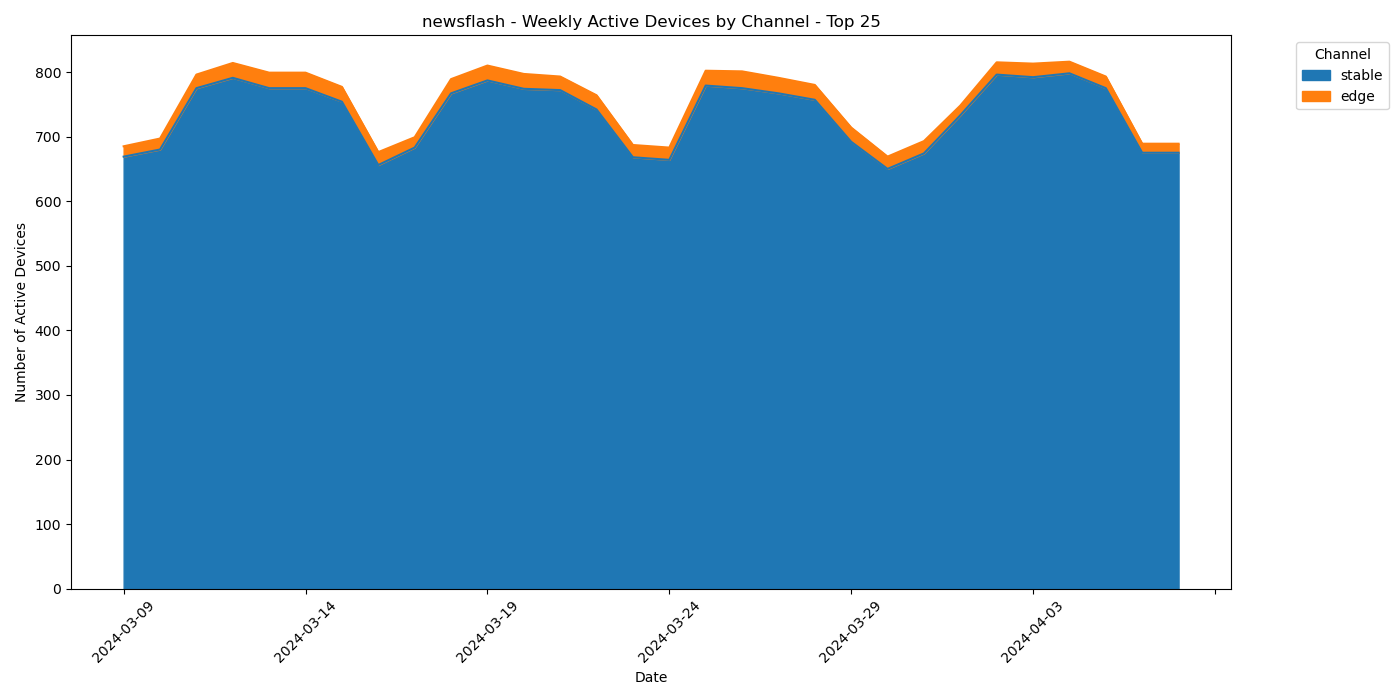 newsflash - Weekly Active Devices by Channel - Top 25
Channel
stable
edge
Number of Active Devices
800
700
600
500
400
300
200
100
0
2024-03-09
2024-03-14
2024-03-19
2024-03-24
2024-03-29
2024-04-03
Date